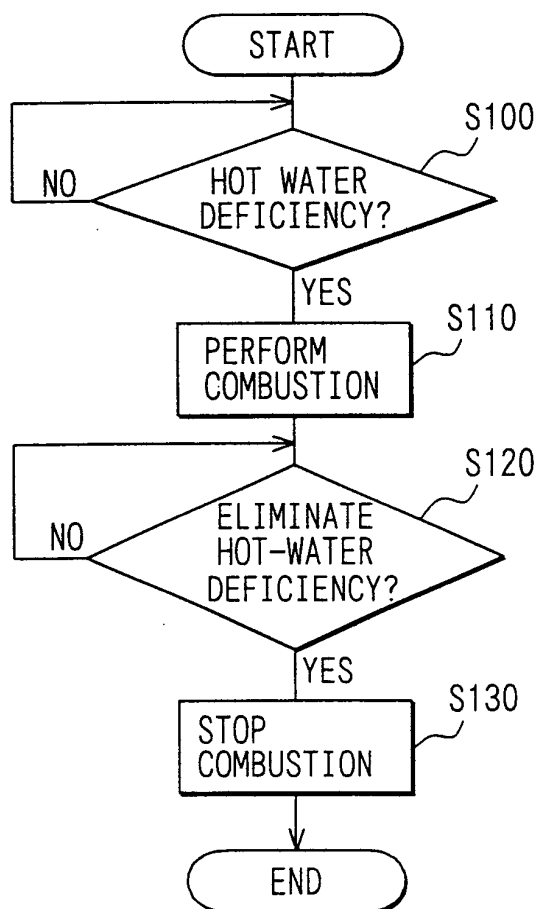 START
S100
NO
HOT WATER
DEFICIENCY?
YES
S110
PERFORM
COMBUSTION
S120
NO
ELIMINATE
HOT-WATER
DEFICIENCY?
YES
S130
STOP
COMBUSTION
END